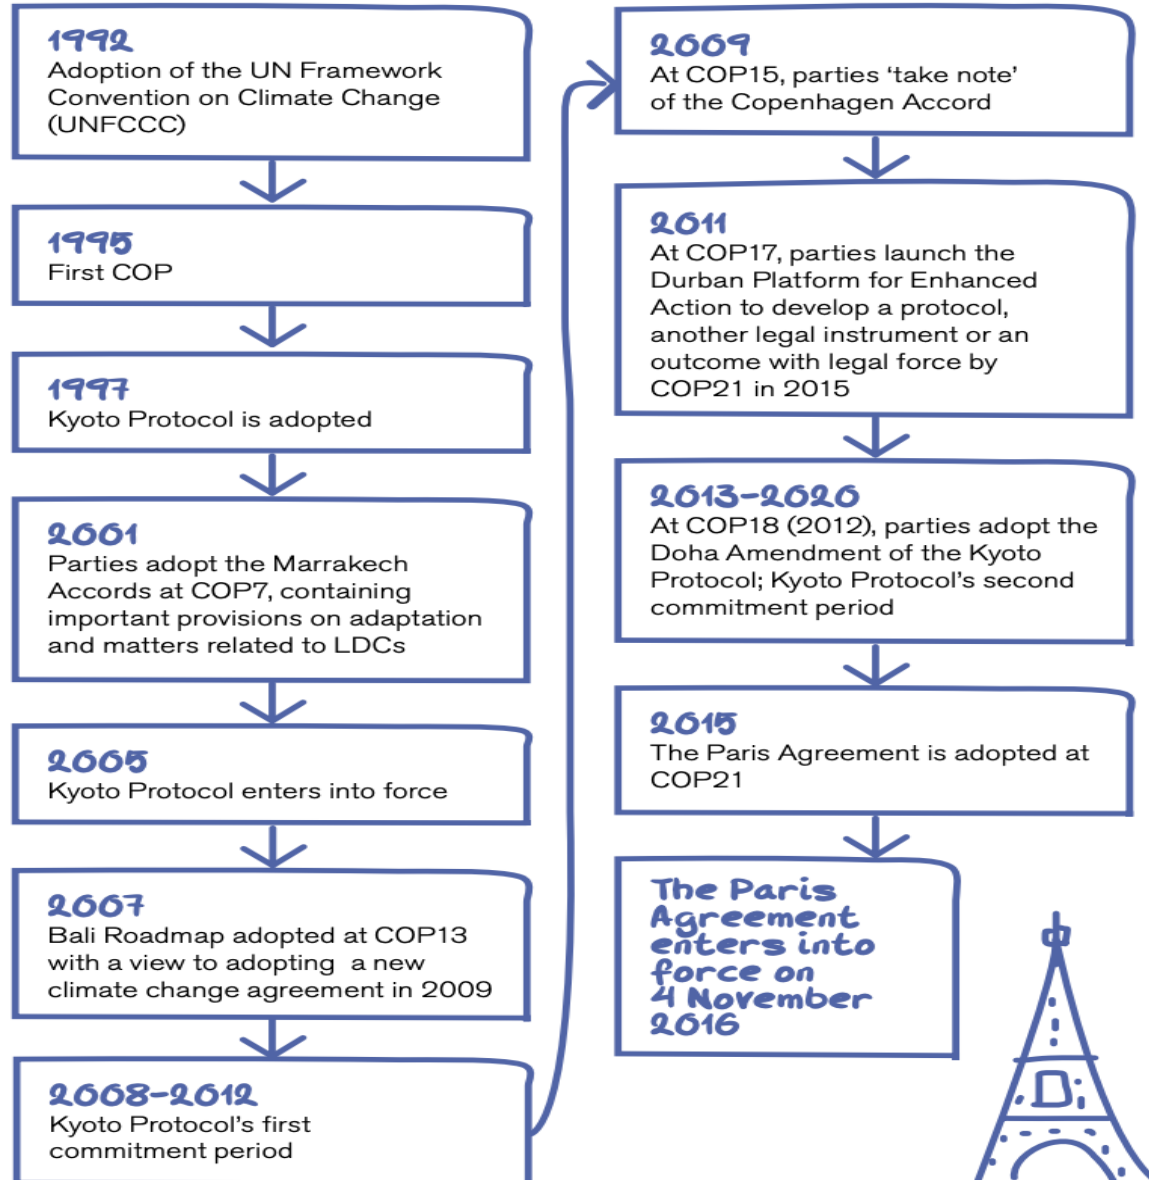 1992
Adoption of the UN Framework
Convention on Climate Change
(UNFCCC)
1995
First COP
1997
Kyoto Protocol is adopted
2001
Parties adopt the Marrakech
Accords at COP7, containing
important provisions on adaptation
and matters related to LDCs
2005
Kyoto Protocol enters into force
2007
Bali Roadmap adopted at COP13
with a view to adopting a new
climate change agreement in 2009
2008-2012
Kyoto Protocol's first
commitment period
2009
At COP15, parties 'take note'
of the Copenhagen Accord
2011
At COP17, parties launch the
Durban Platform for Enhanced
Action to develop a protocol,
another legal instrument or an
outcome with legal force by
COP21 in 2015
2013-2020
At COP18 (2012), parties adopt the
Doha Amendment of the Kyoto
Protocol; Kyoto Protocol's second
commitment period
2015
The Paris Agreement is adopted at
COP21
The Paris
Agreement
enters into
force on
4 November
2016